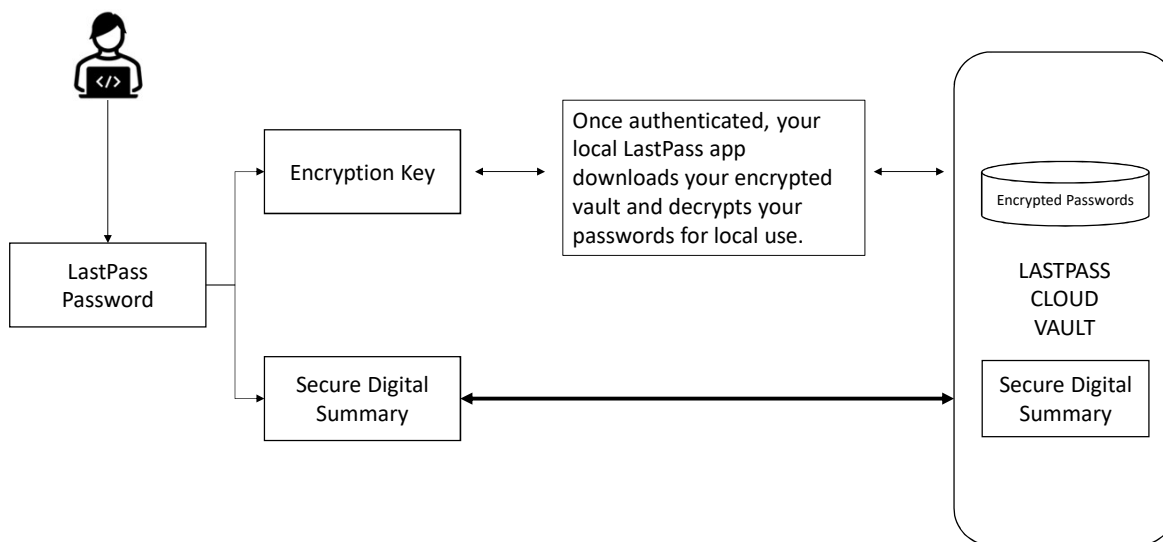 </>
Encryption Key
Once authenticated, your
local LastPass app
downloads your encrypted
vault and decrypts your
passwords for local use.
Encrypted Passwords
LastPass
Password
LASTPASS
CLOUD
VAULT
Secure Digital
Summary
Secure Digital
Summary